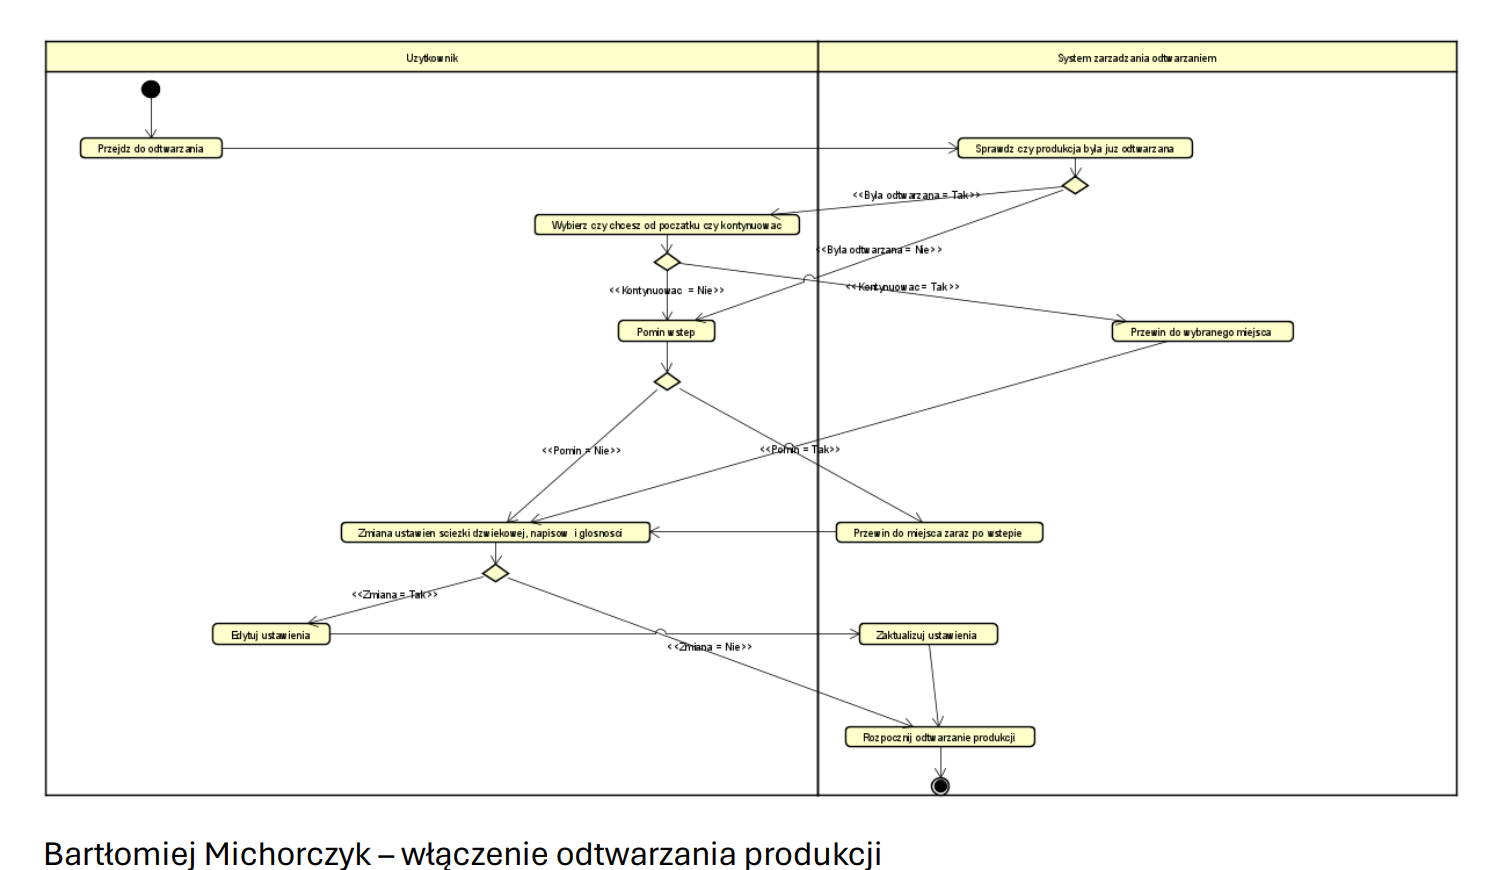 Uzytkownik
System zarzadzania odtwarzaniem
Przejdz do odtwarzania
Sprawdz czy produkcja byla juz odtwarzana
<<Byla odtwarzana = Tak>>
Wybierz czy chcesz od poczatku czy kontynuowac
<<Byla odtwarzana = Nie>>
<<Kontynuowac = Nie>>
<<Kontynuowac = Tak>>
Pomin wstep
Przewin do wybranego miejsca
<<Pomin = Nie>>
<<Pomin = Tak>>
Zmiana ustawien sciezki dzwiekowej, napisow i glosnosci
Przewin do miejsca zaraz po wstepie
<<Zmiana = Tak>>
Edytuj ustawienia
Zaktualizuj ustawienia
<<Zmiana = Nie>>
Rozpocznij odtwarzanie produkcji
Bartłomiej Michorczyk – włączenie odtwarzania produkcji